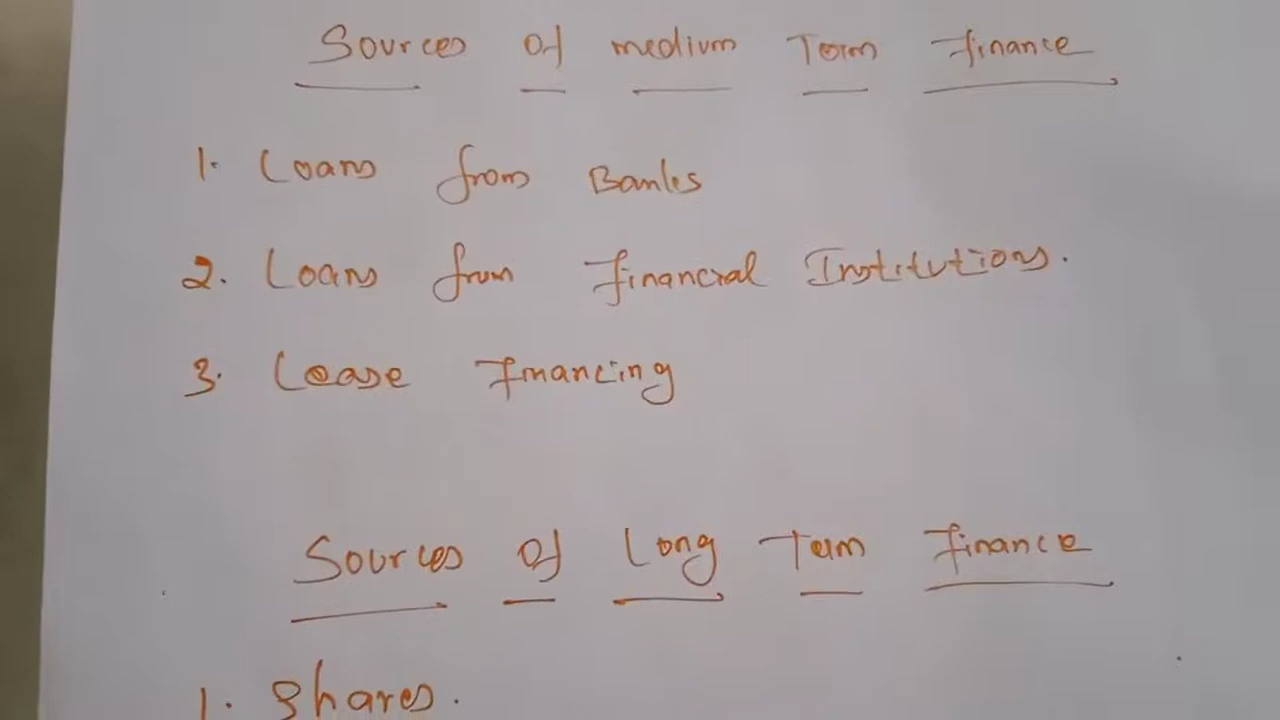 Sources Of medium Term Finance
1. Loans from Banks
2. Loans from Financial Institutions.
3. Lease Financing
Sources Of Long Term Finance
1. Shares.